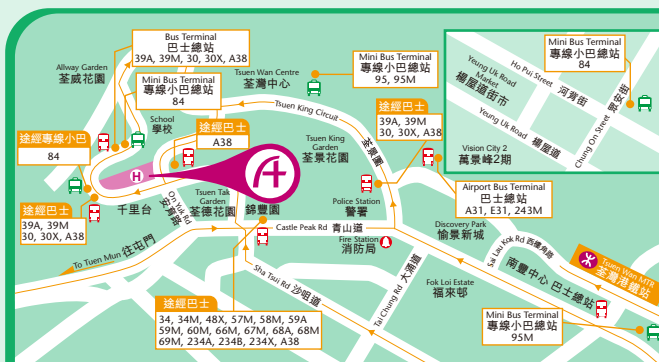 Bus Terminal
巴士總站
39A, 39M, 30, 30X, A38
Allway Garden
荃威花園
Mini Bus Terminal
專線小巴總站
84
School
學校
途經專線小巴
84
途經巴士
A38
H
途經巴士
39A, 39M
30, 30X, A38
千里台
On Yuk Rd
安育路
Tsuen Tak
Garden
荃德花園
錦豐園
Tsuen Wan Centre
荃灣中心
Mini Bus Terminal
專線小巴總站
95, 95M
Tsuen King Circuit
荃景圍
Tsuen King
Garden
荃景花園
途經巴士
39A, 39M
30, 30X, A38
Police Station
警署
Castle Peak Rd 青山道
Fire Station
消防局
To Tuen Mun 往屯門
Sha Tsui Rd 沙咀道
Tai Chung Rd 大涌道
途經巴士
34, 34M, 48X, 57M, 58M, 59A
59M, 60M, 66M, 67M, 68A, 68M
69M, 234A, 234B, 234X, A38
Mini Bus Terminal
專線小巴總站
84
Yeung Uk Road
Market
楊屋道街市
Ho Pui Street 河背街
Yeung Uk Road 楊屋道
Chung On Street 眾安街
Vision City 2
萬景峰2期
Airport Bus Terminal
巴士總站
A31, E31, 243M
Discovery Park
愉景新城
Sai Lau Kok Rd 西樓角路
Tsuen Wan MTR
荃灣港鐵站
南豐中心 巴士總站
Fok Loi Estate
福來邨
Mini Bus Terminal
專線小巴總站
95M